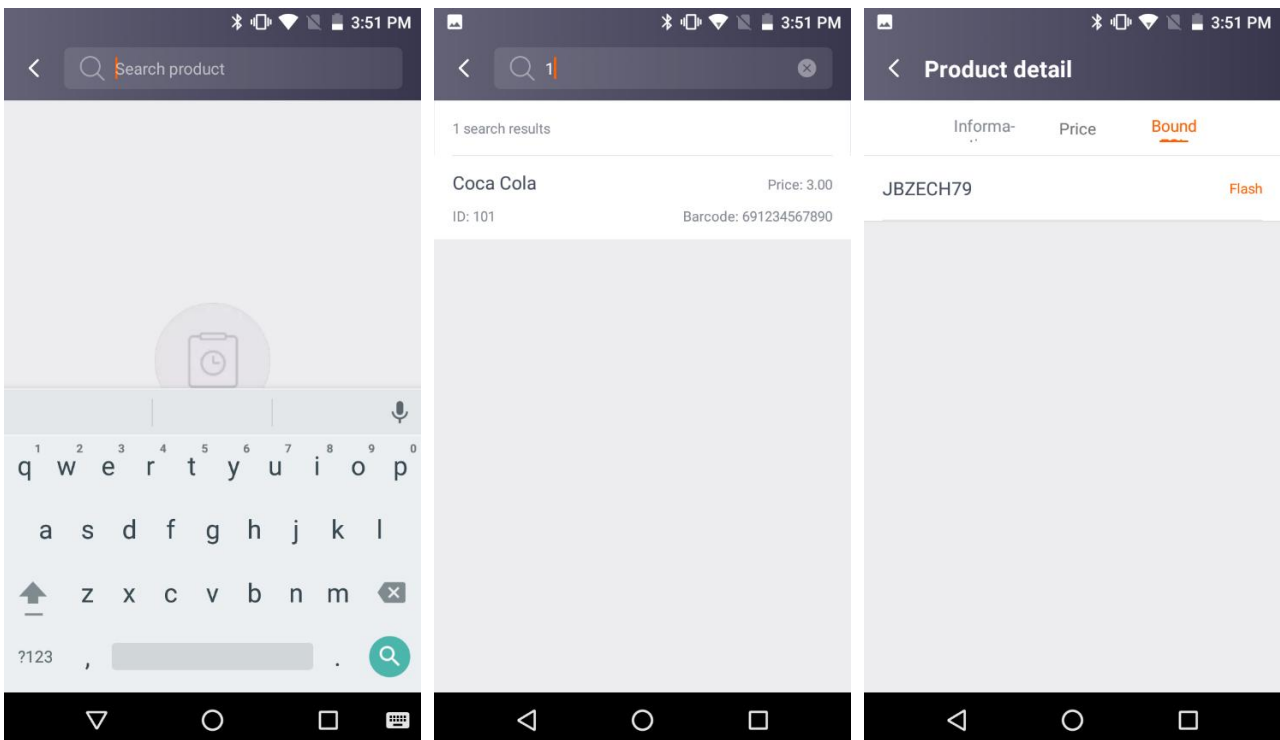 3:51 PM
Search product
1 2 3 4 5 6 7 8 9 0
q w e r t y u i o p
a s d f g h j k l
z x c v b n m
?123 , .
3:51 PM
1
1 search results
Coca Cola Price: 3.00
ID: 101 Barcode: 691234567890
3:51 PM
Product detail
Informa- Price Bound
JBZECH79 Flash